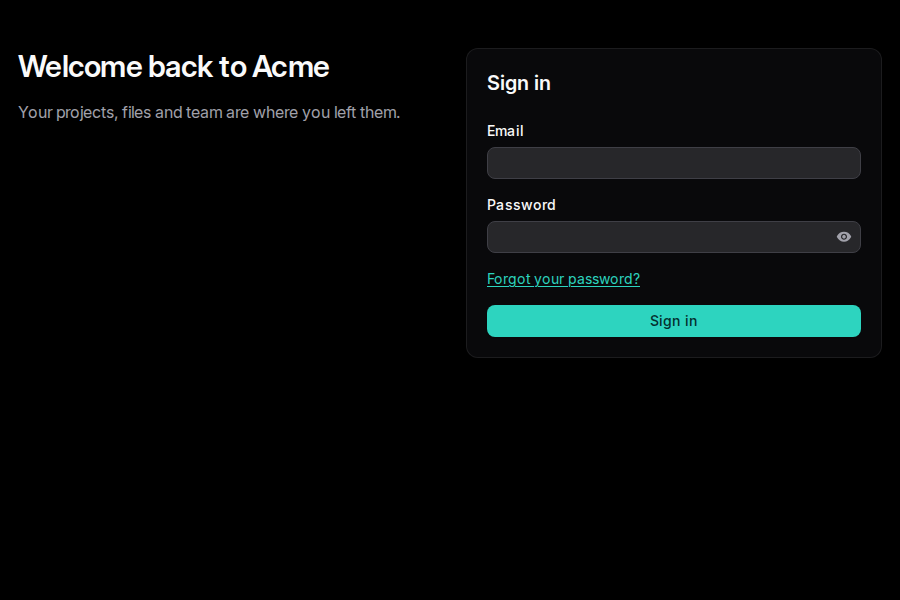 Welcome back to Acme
Your projects, files and team are where you left them.
Sign in
Email
Password
Forgot your password?
Sign in